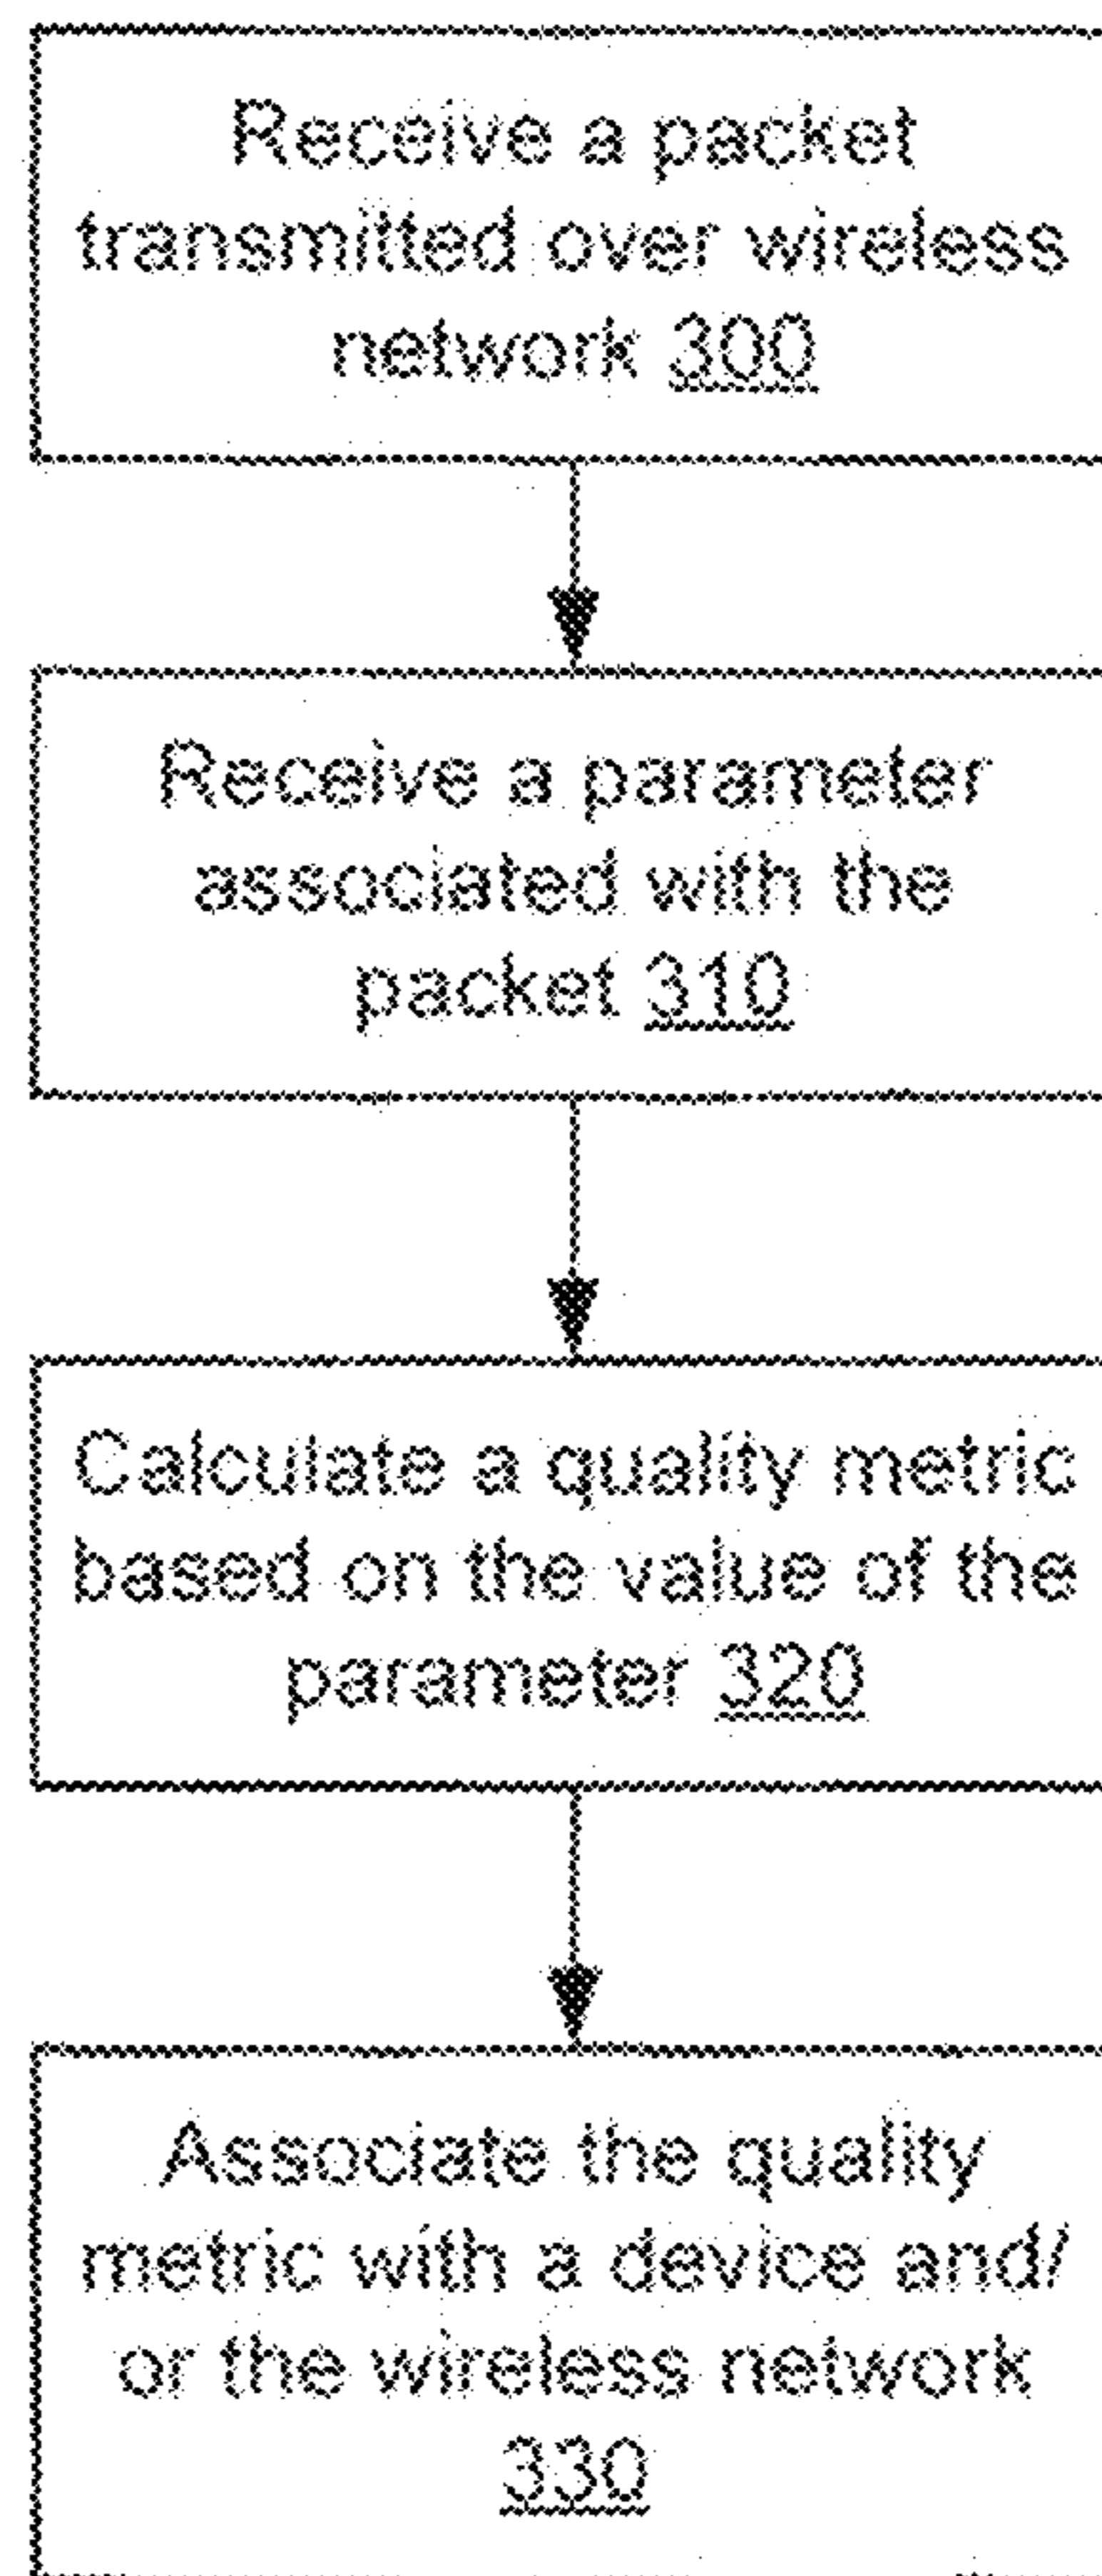 Receive a packet
transmitted over wireless
network 300
Receive a parameter
associated with the
packet 310
Calculate a quality metric
based on the value of the
parameter 320
Associate the quality
metric with a device and/
or the wireless network
330